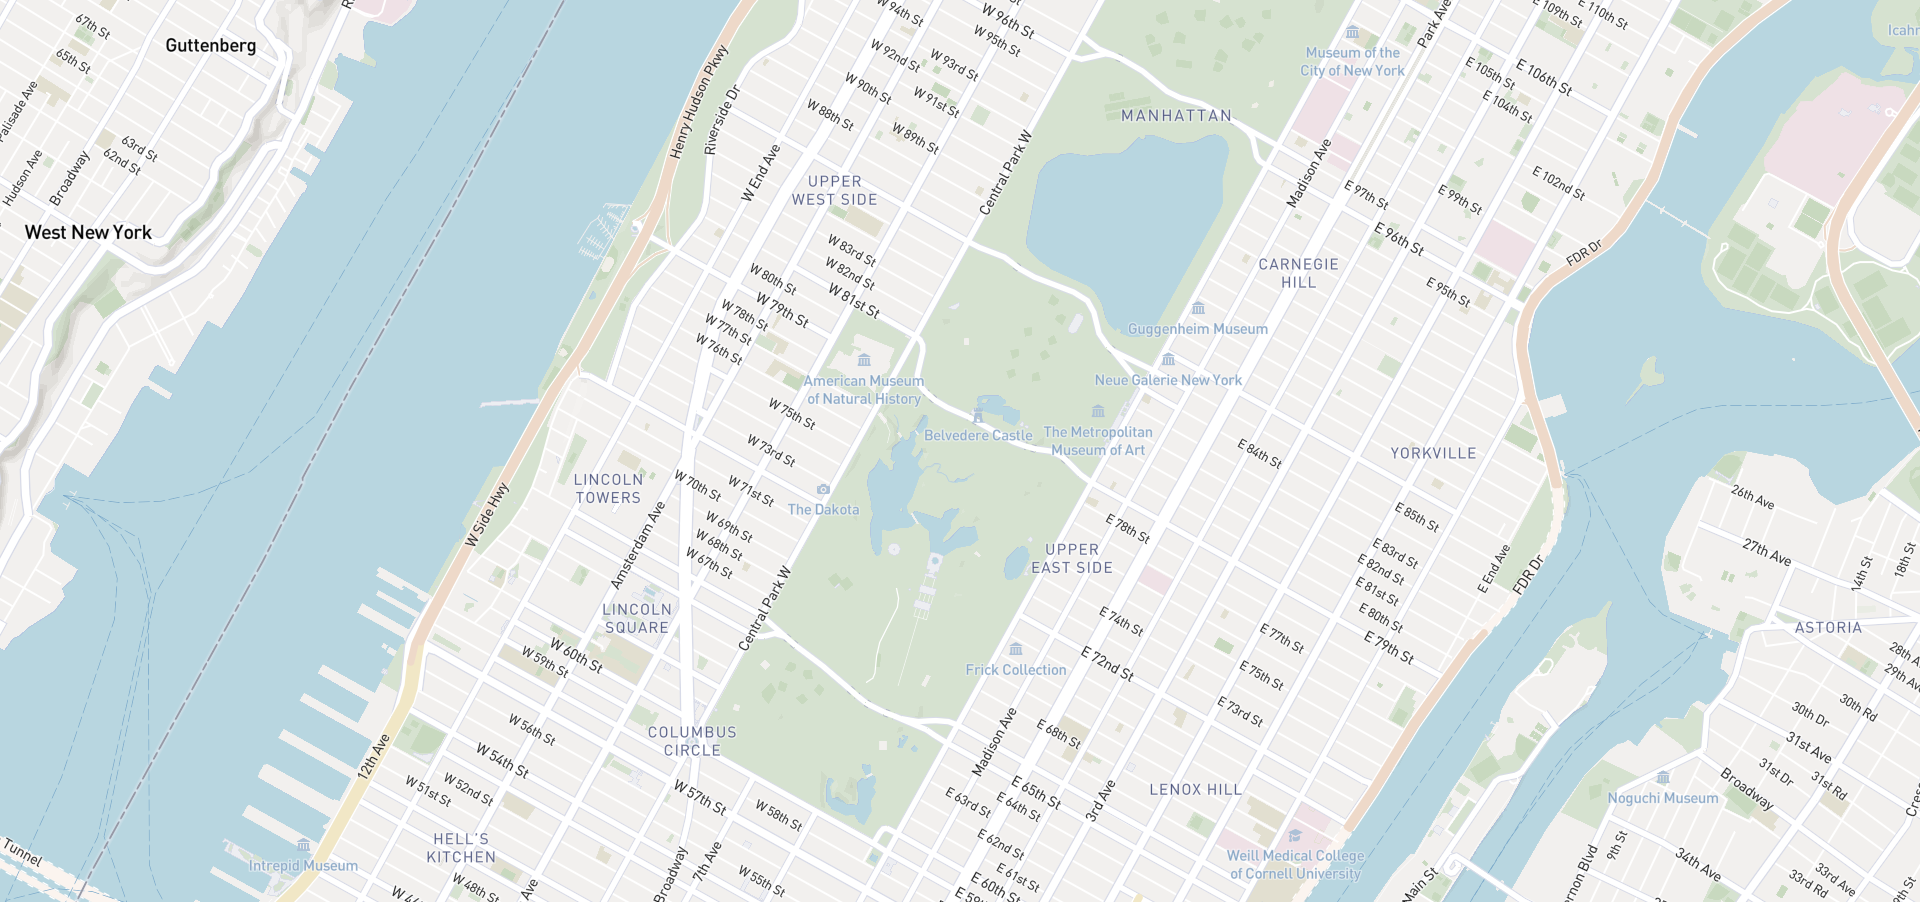 67th St
Guttenberg
65th St
Palisade Ave
63rd St
62nd St
Hudson Ave
Broadway
West New York
Henry Hudson Pkwy
Riverside Dr
W 94th St
W 96th St
W 95th St
W 92nd St
W 93rd St
W 90th St
W 91st St
W 88th St
W 89th St
W End Ave
Central Park W
UPPER
WEST SIDE
W 83rd St
W 82nd St
W 81st St
W 80th St
W 79th St
W 78th St
W 77th St
W 76th St
American Museum
of Natural History
W 75th St
W 73rd St
W 71st St
W 70th St
W 69th St
W 68th St
W 67th St
The Dakota
LINCOLN
TOWERS
Amsterdam Ave
W Side Hwy
LINCOLN
SQUARE
Central Park W
W 60th St
W 59th St
COLUMBUS
CIRCLE
W 56th St
W 54th St
W 52nd St
W 51st St
W 57th St
W 58th St
W 55th St
W 48th St
12th Ave
HELL'S
KITCHEN
Intrepid Museum
Tunnel
Broadway
7th Ave
Ave
Museum of the
City of New York
Park Ave
E 109th St
E 110th St
E 105th St
E 106th St
E 104th St
MANHATTAN
Madison Ave
E 102nd St
E 99th St
E 97th St
E 96th St
E 95th St
FDR Dr
CARNEGIE
HILL
Guggenheim Museum
Neue Galerie New York
Belvedere Castle
The Metropolitan
Museum of Art
E 84th St
YORKVILLE
E 85th St
E 83rd St
E 82nd St
E 81st St
E 80th St
E 79th St
E 78th St
UPPER
EAST SIDE
E End Ave
FDR Dr
E 77th St
E 75th St
E 74th St
E 73rd St
E 72nd St
Frick Collection
Madison Ave
E 68th St
E 65th St
E 64th St
E 63rd St
E 62nd St
E 61st St
E 60th St
3rd Ave
LENOX HILL
Weill Medical College
of Cornell University
Main St
26th Ave
27th Ave
14th St
18th St
ASTORIA
29th Ave
30th Rd
30th Dr
31st Ave
31st Dr
31st Rd
Broadway
Noguchi Museum
9th St
34th Ave
33rd Ave
33rd Rd